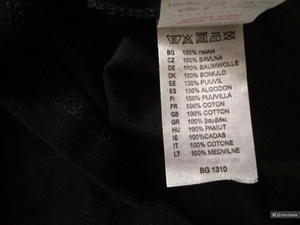 BG 100% памук
CZ 100% BAVLNA
DE 100% BAUMWOLLE
DK 100% BOMULD
EE 100% PUUVIL
ES 100% ALGODON
FI 100% PUUVILLA
FR 100% COTON
GB 100% COTTON
GR 100% βαμβάκι
HU 100% PAMUT
IE 100%CADAS
IT 100% COTONE
LT 100% MEDVILNE
BG 1310